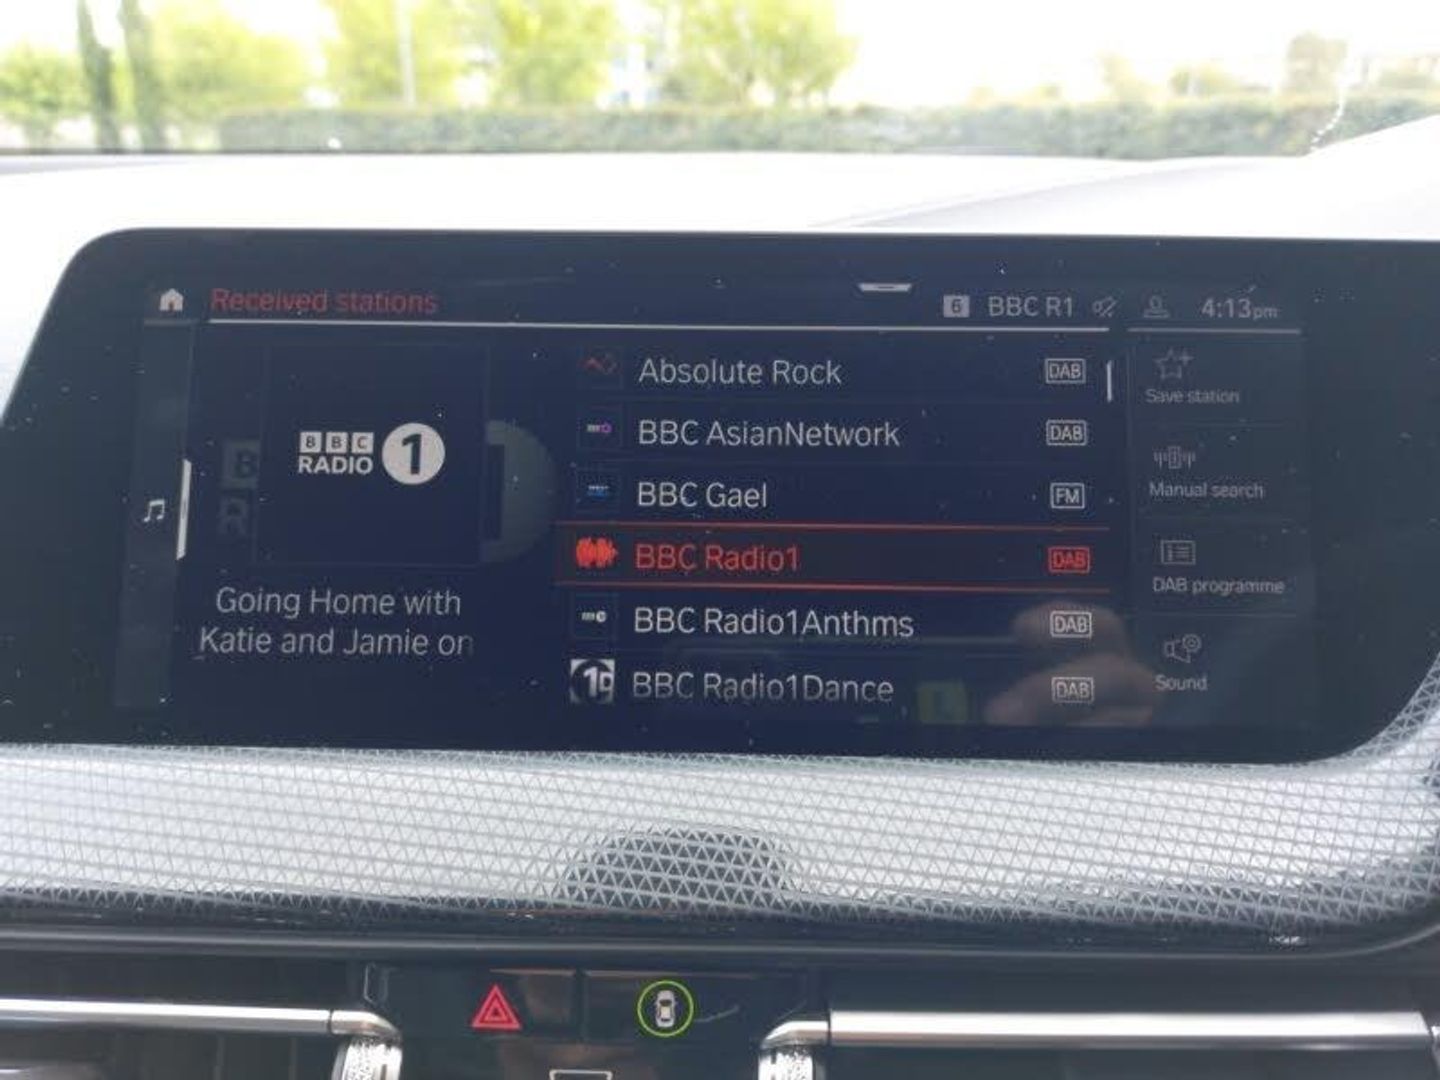 Received stations
6 BBC R1 4:13pm
BBC
RADIO 1
Going Home with
Katie and Jamie on
Absolute Rock DAB
BBC AsianNetwork DAB
BBC Gael FM
BBC Radio1 DAB
BBC Radio1Anthms DAB
BBC Radio1Dance DAB
Save station
Manual search
DAB programme
Sound